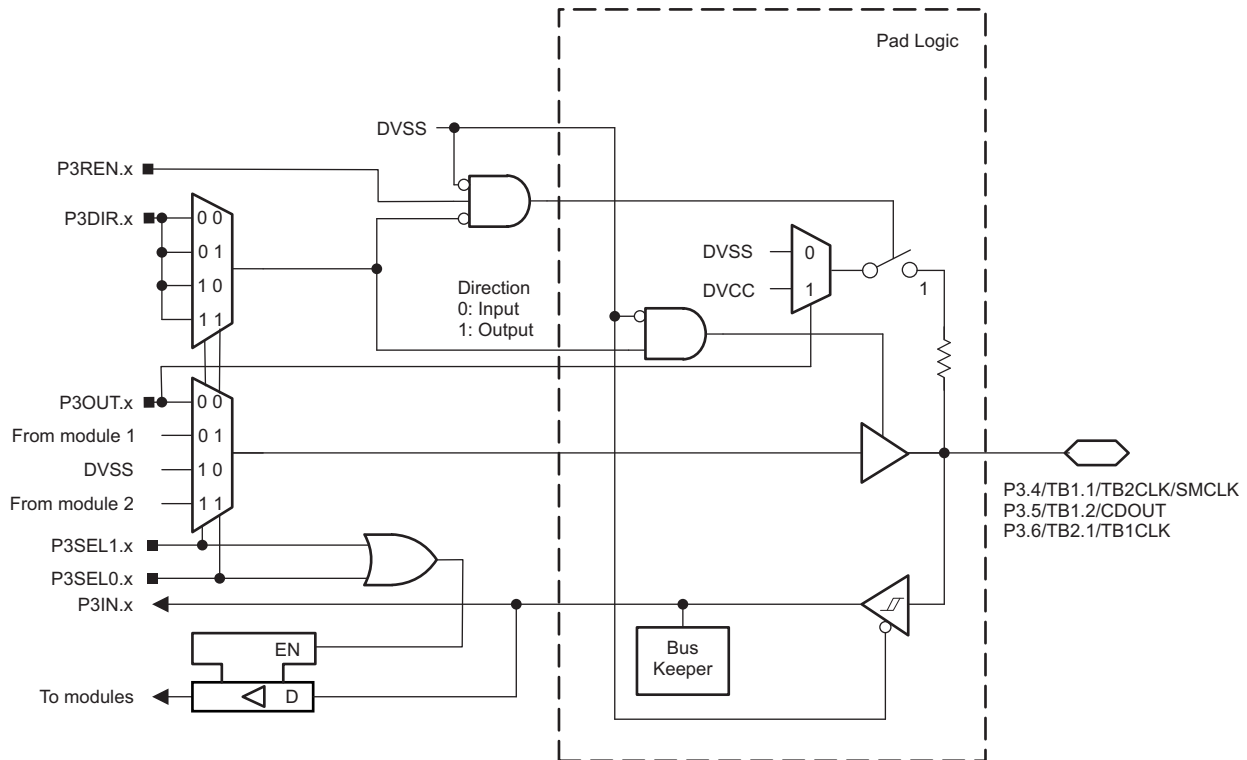 Pad Logic
DVSS
P3REN.x
P3DIR.x
0 0
0 1
1 0
1 1
Direction
0: Input
1: Output
DVSS
0
DVCC
1
1
P3OUT.x
0 0
From module 1
0 1
DVSS
1 0
From module 2
1 1
P3.4/TB1.1/TB2CLK/SMCLK
P3.5/TB1.2/CDOUT
P3.6/TB2.1/TB1CLK
P3SEL1.x
P3SEL0.x
P3IN.x
EN
Bus
Keeper
To modules
D